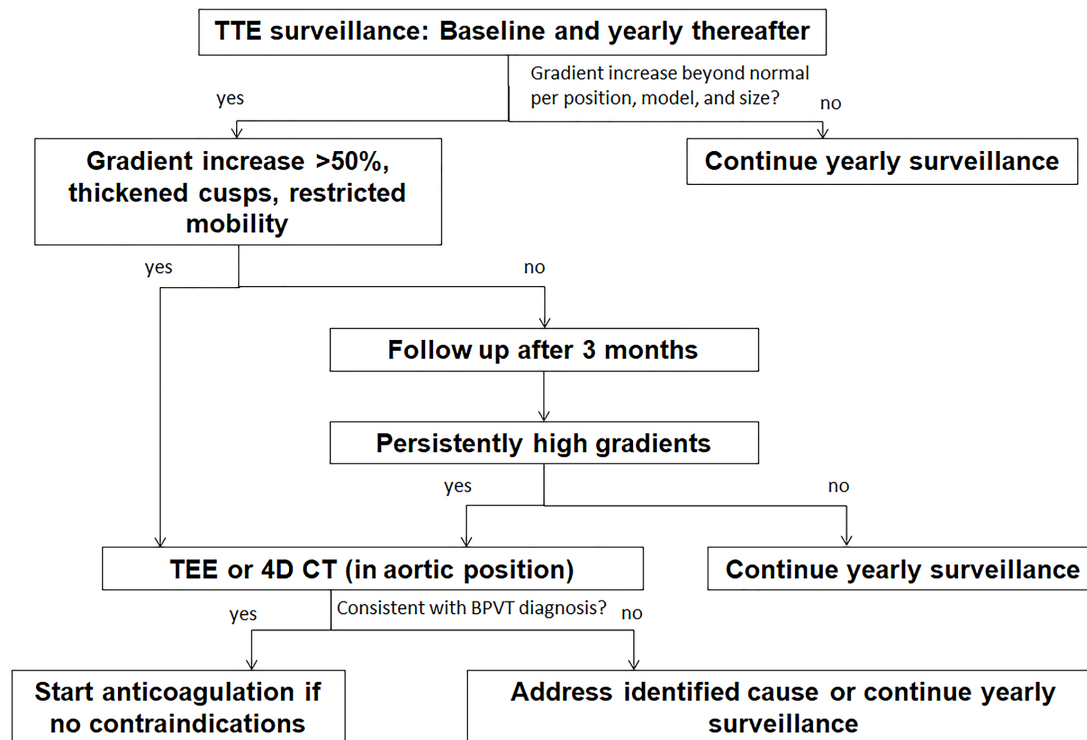 TTE surveillance: Baseline and yearly thereafter
Gradient increase beyond normal
per position, model, and size?
yes
no
Gradient increase >50%,
thickened cusps, restricted
mobility
Continue yearly surveillance
yes
no
Follow up after 3 months
Persistently high gradients
yes
no
TEE or 4D CT (in aortic position)
Continue yearly surveillance
Consistent with BPVT diagnosis?
yes
no
Start anticoagulation if
no contraindications
Address identified cause or continue yearly
surveillance